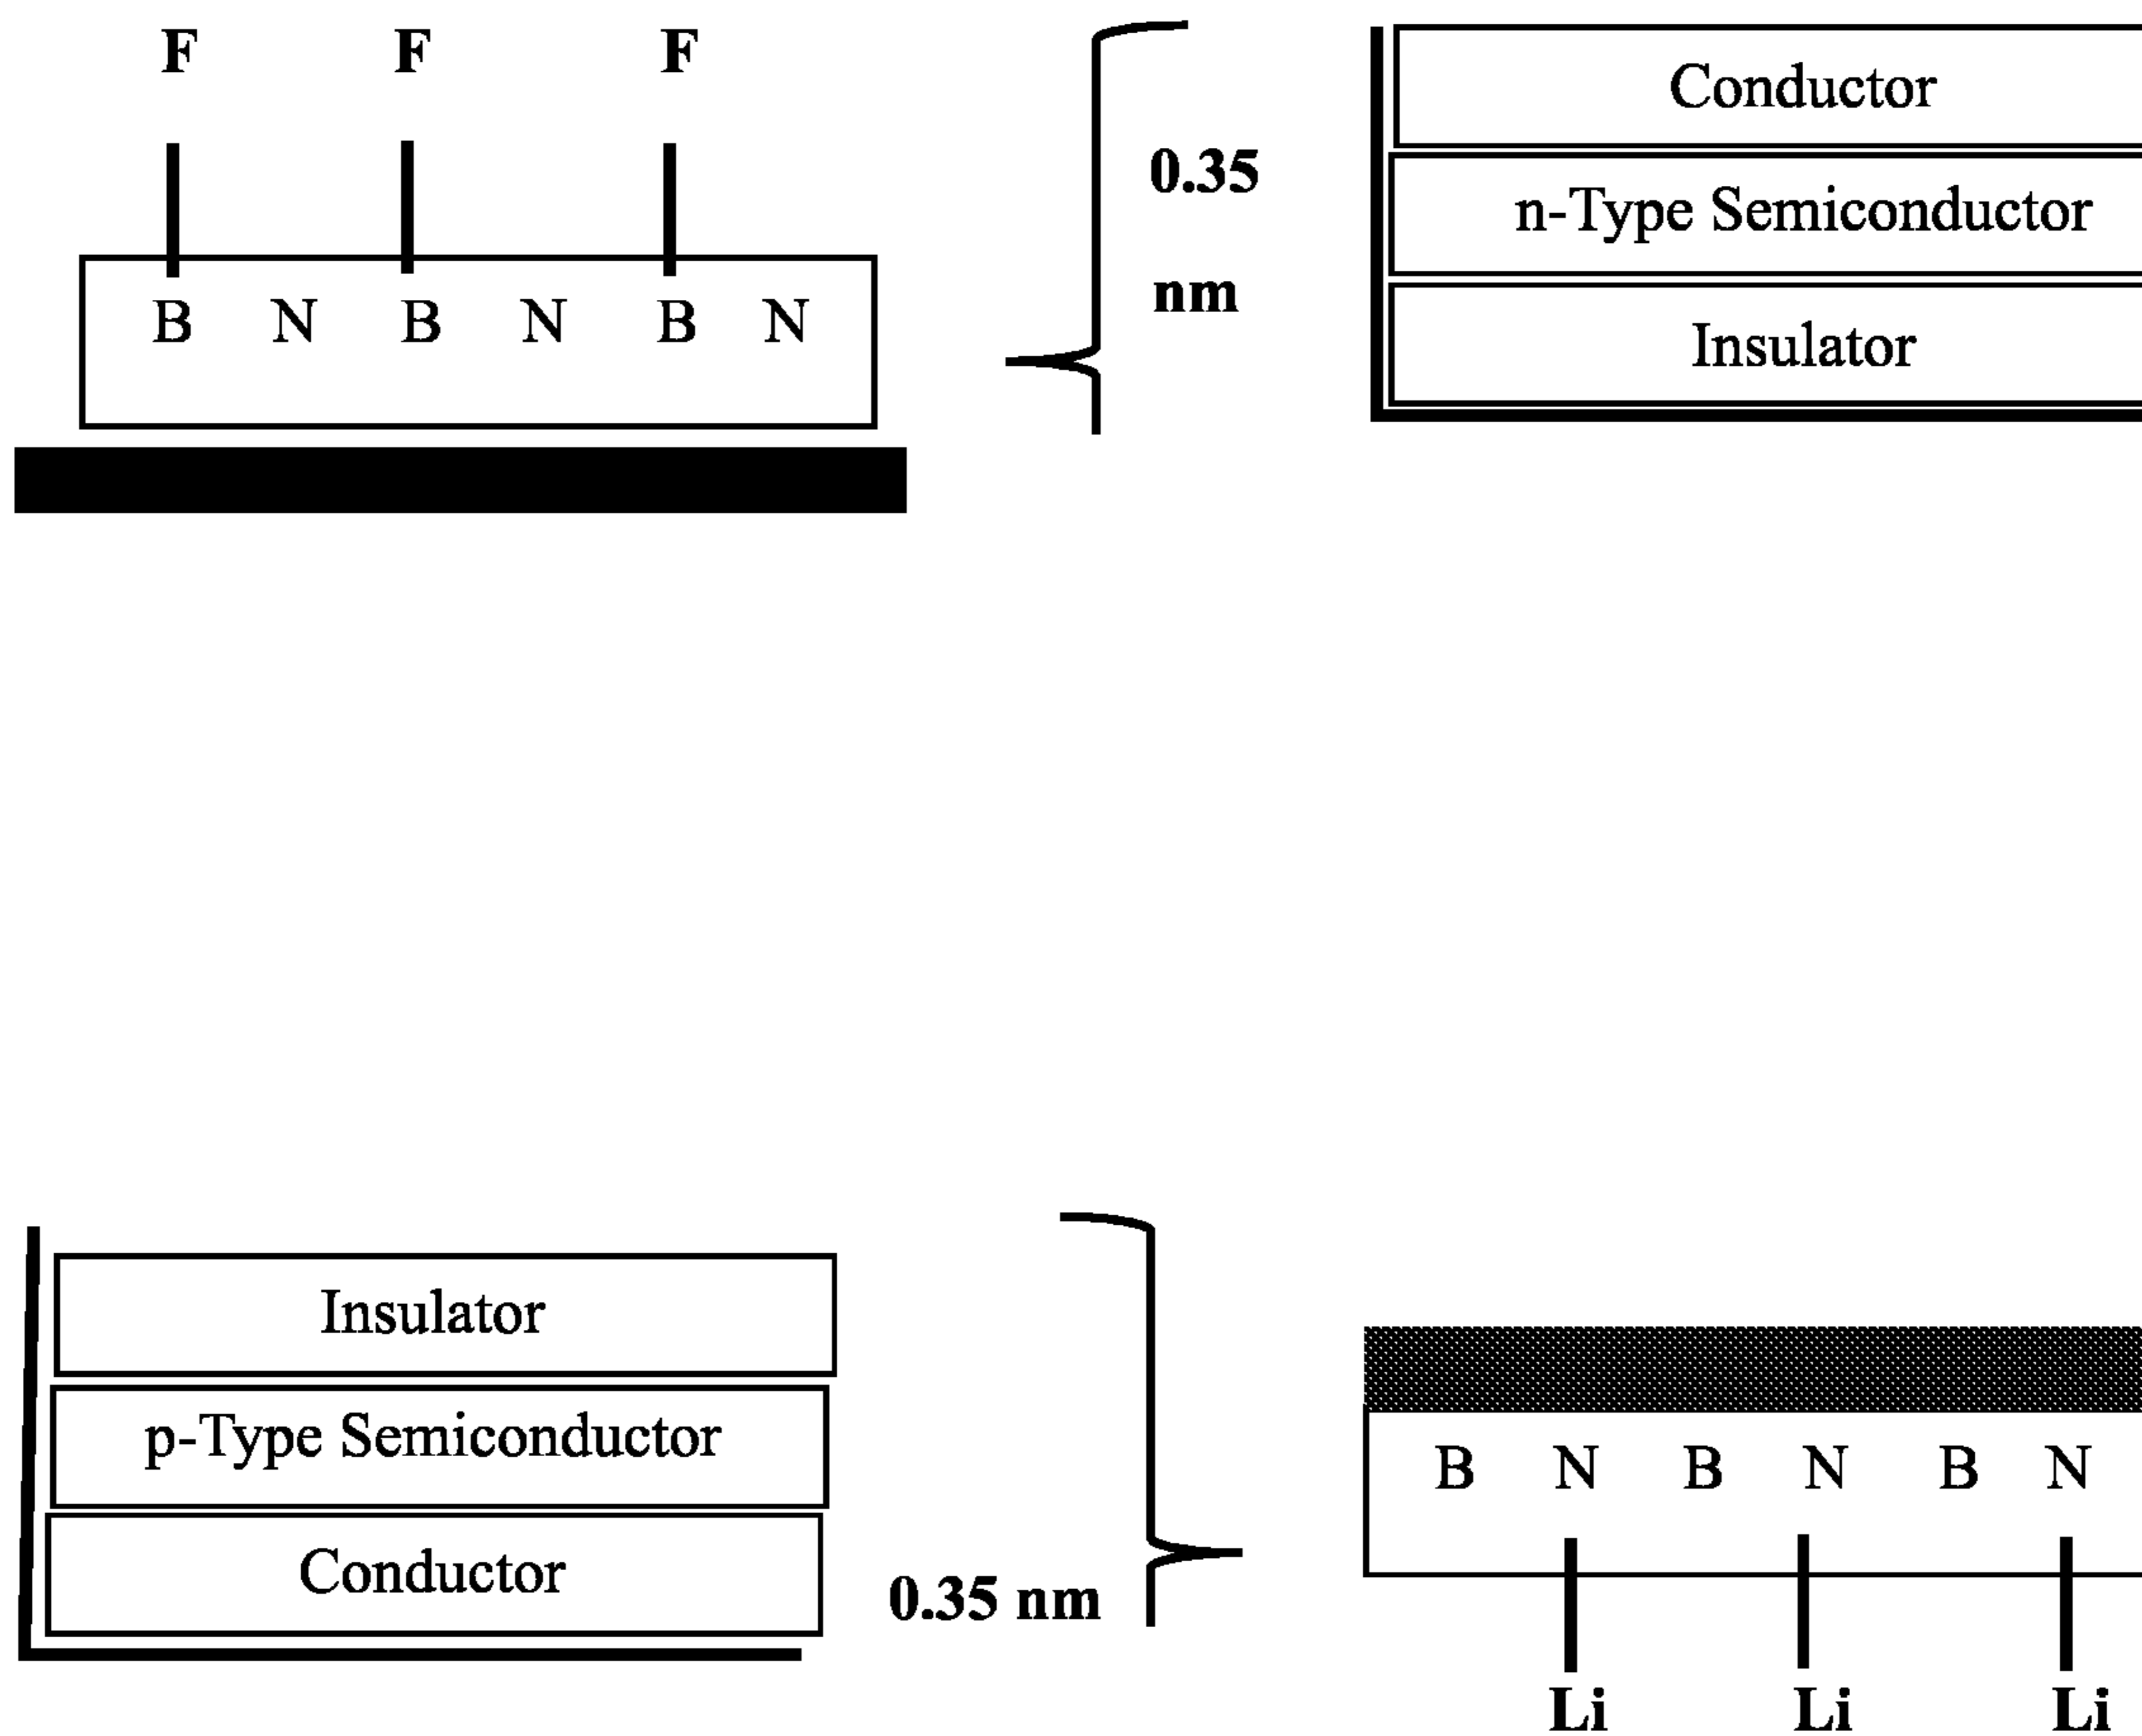 F F F
B N B N B N
0.35
nm
Conductor
n-Type Semiconductor
Insulator
Insulator
p-Type Semiconductor
Conductor
0.35 nm
B N B N B N
Li Li Li